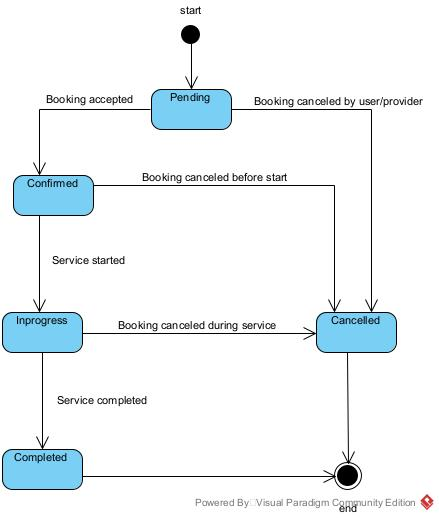 start
Pending
Booking accepted
Booking canceled by user/provider
Confirmed
Booking canceled before start
Service started
Inprogress
Booking canceled during service
Cancelled
Service completed
Completed
Powered By Visual Paradigm Community Edition
end